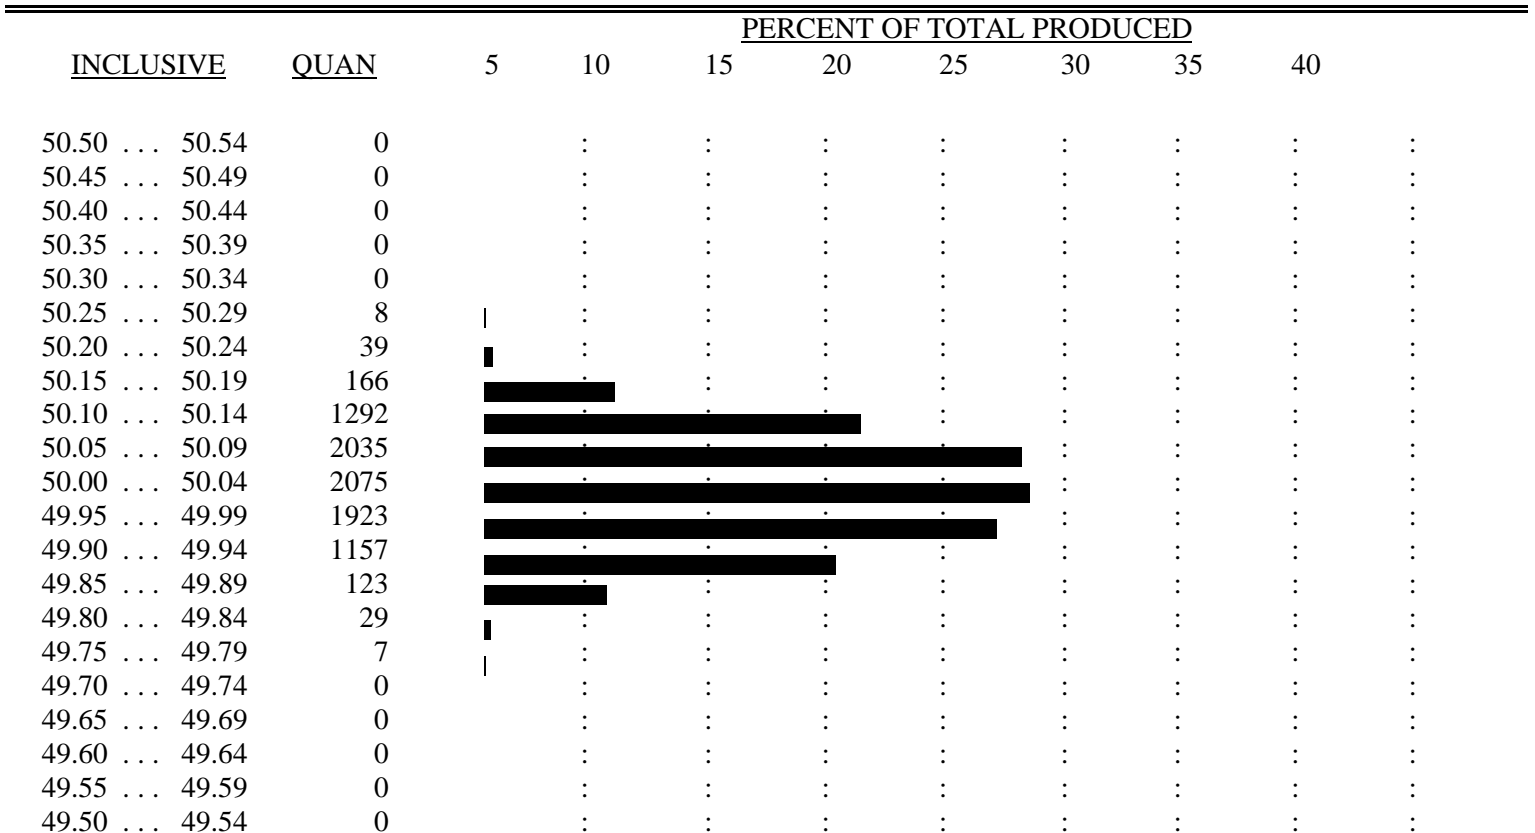 PERCENT OF TOTAL PRODUCED
INCLUSIVE QUAN 5 10 15 20 25 30 35 40
50.50 . . . 50.54 0 : : : : : : : :
50.45 . . . 50.49 0 : : : : : : : :
50.40 . . . 50.44 0 : : : : : : : :
50.35 . . . 50.39 0 : : : : : : : :
50.30 . . . 50.34 0 : : : : : : : :
50.25 . . . 50.29 8 : : : : : : : :
50.20 . . . 50.24 39 : : : : : : : :
50.15 . . . 50.19 166 : : : : : : : :
50.10 . . . 50.14 1292 : : : : : : : :
50.05 . . . 50.09 2035 : : : : : : : :
50.00 . . . 50.04 2075 : : : : : : : :
49.95 . . . 49.99 1923 : : : : : : : :
49.90 . . . 49.94 1157 : : : : : : : :
49.85 . . . 49.89 123 : : : : : : : :
49.80 . . . 49.84 29 : : : : : : : :
49.75 . . . 49.79 7 : : : : : : : :
49.70 . . . 49.74 0 : : : : : : : :
49.65 . . . 49.69 0 : : : : : : : :
49.60 . . . 49.64 0 : : : : : : : :
49.55 . . . 49.59 0 : : : : : : : :
49.50 . . . 49.54 0 : : : : : : : :